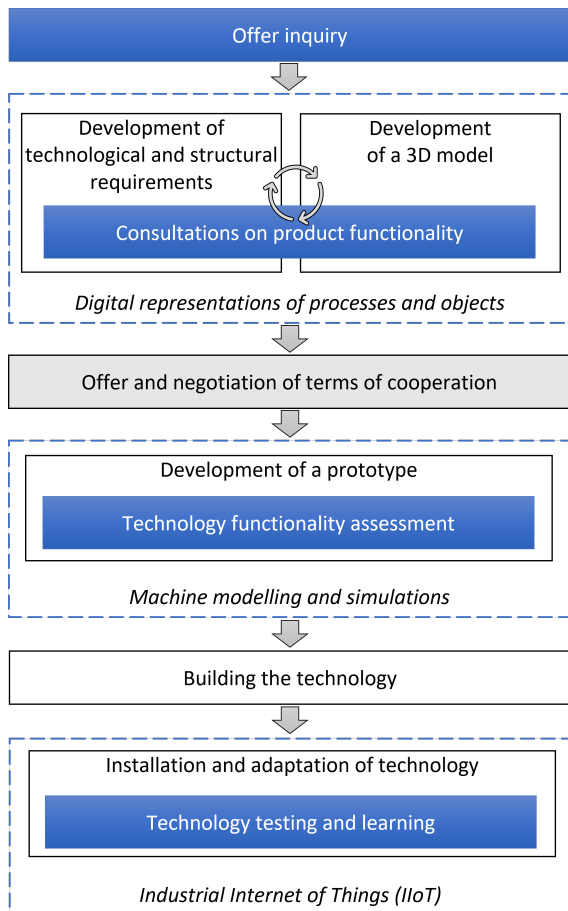 Offer inquiry
Development of
technological and structural
requirements
Development
of a 3D model
Consultations on product functionality
Digital representations of processes and objects
Offer and negotiation of terms of cooperation
Development of a prototype
Technology functionality assessment
Machine modelling and simulations
Building the technology
Installation and adaptation of technology
Technology testing and learning
Industrial Internet of Things (IIoT)